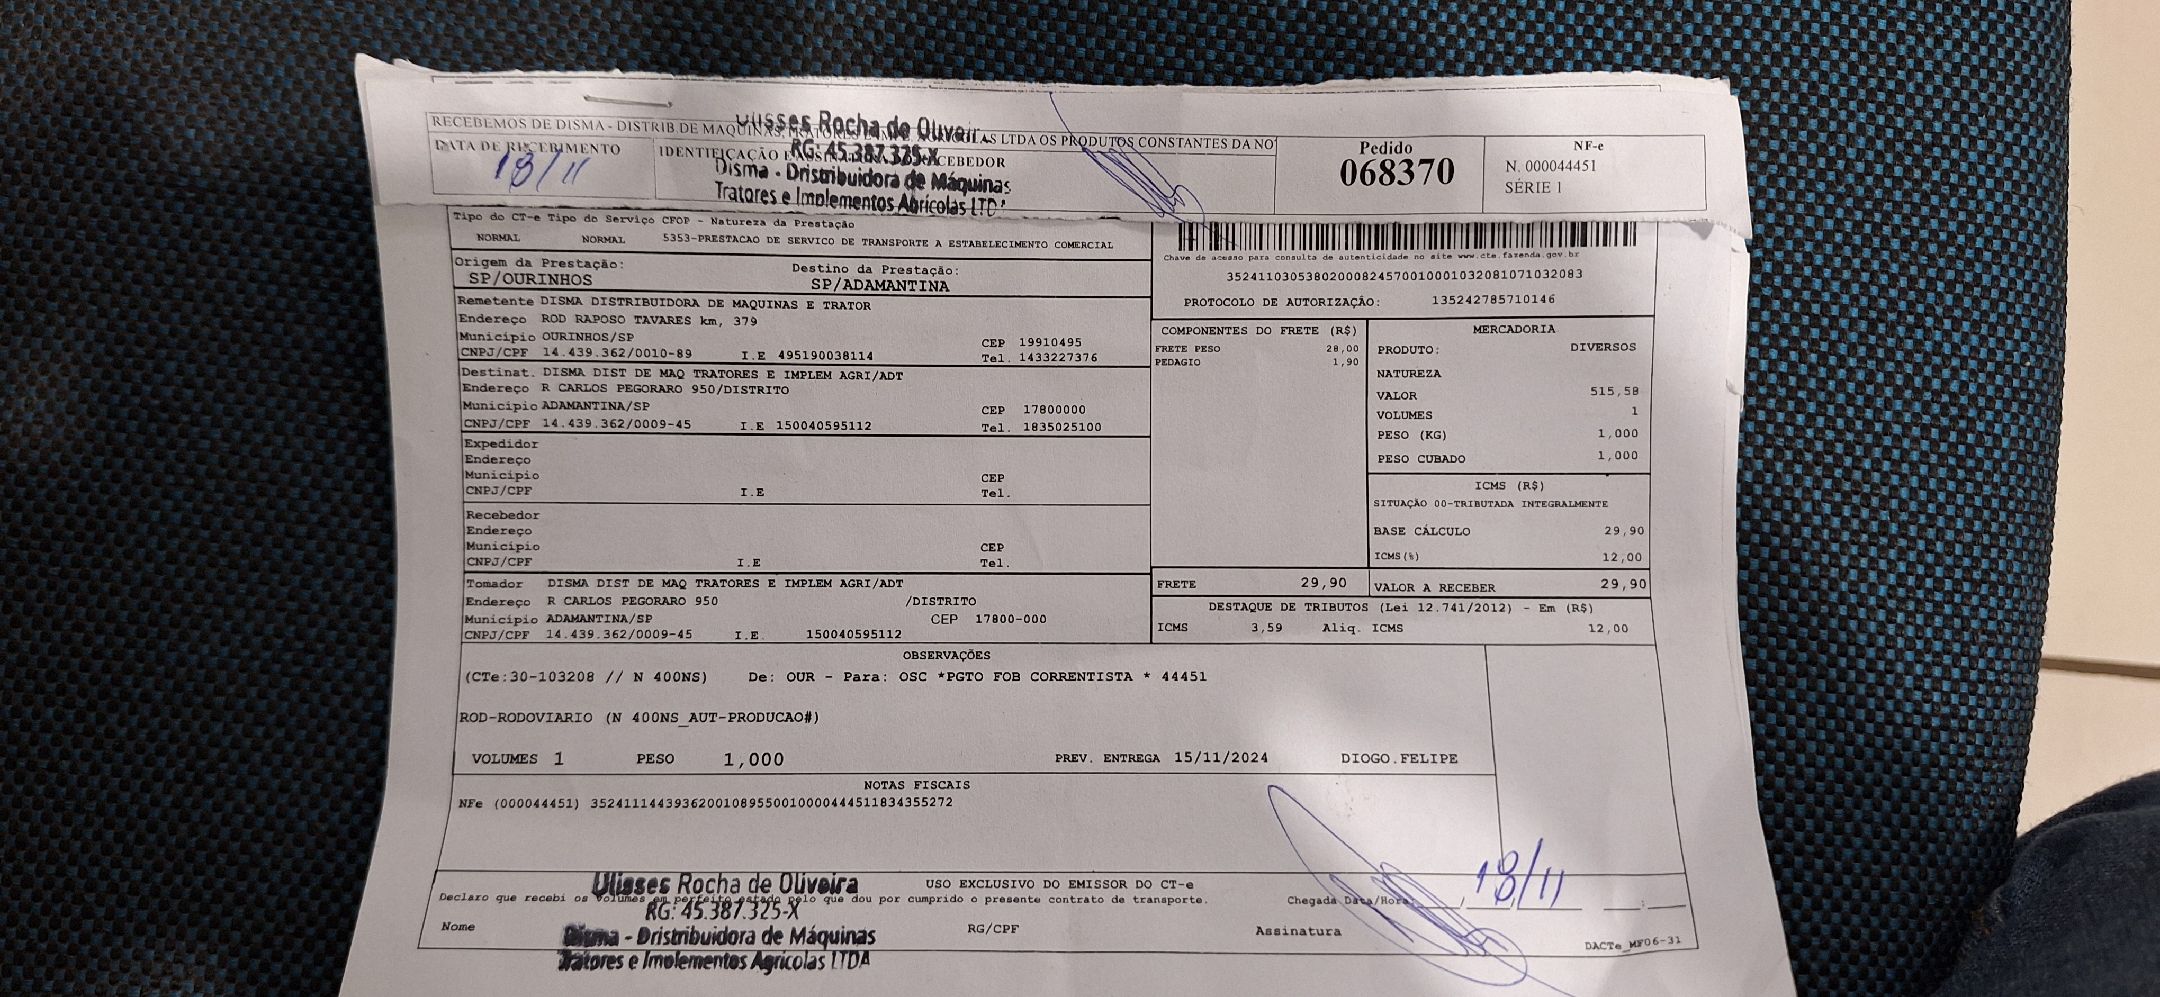 Ulisses Rocha de Oliveira
RECEBEMOS DE DISMA - DISTRIB DE MAQUINAS, LTDA OS PRODUTOS CONSTANTES DA NO
DATA DE RECEBIMENTO
18/11
IDENTIFICAÇÃO E ASSINATURA DO RECEBEDOR
RG: 45.387.325-X
Disma - Dristribuidora de Máquinas
Tratores e Implementos Agrícolas LTD
Pedido
068370
NF-e
N. 000044451
SÉRIE 1
Tipo do CT-e Tipo do Serviço CFOP - Natureza da Prestação
NORMAL NORMAL 5353-PRESTACAO DE SERVICO DE TRANSPORTE A ESTABELECIMENTO COMERCIAL
Chave de acesso para consulta de autenticidade no site www.cte.fazenda.gov.br
35241103053802000824570010001032081071032083
PROTOCOLO DE AUTORIZAÇÃO: 135242785710146
Origem da Prestação:
SP/OURINHOS
Destino da Prestação:
SP/ADAMANTINA
Remetente DISMA DISTRIBUIDORA DE MAQUINAS E TRATOR
Endereço ROD RAPOSO TAVARES km, 379
Município OURINHOS/SP CEP 19910495
CNPJ/CPF 14.439.362/0010-89 I.E 495190038114 Tel. 1433227376
Destinat. DISMA DIST DE MAQ TRATORES E IMPLEM AGRI/ADT
Endereço R CARLOS PEGORARO 950/DISTRITO
Município ADAMANTINA/SP CEP 17800000
CNPJ/CPF 14.439.362/0009-45 I.E 150040595112 Tel. 1835025100
Expedidor
Endereço
Município CEP
CNPJ/CPF I.E Tel.
Recebedor
Endereço
Município CEP
CNPJ/CPF I.E Tel.
Tomador DISMA DIST DE MAQ TRATORES E IMPLEM AGRI/ADT
Endereço R CARLOS PEGORARO 950 /DISTRITO
Município ADAMANTINA/SP CEP 17800-000
CNPJ/CPF 14.439.362/0009-45 I.E. 150040595112
COMPONENTES DO FRETE (R$)
FRETE PESO 28,00
PEDAGIO 1,90
MERCADORIA
PRODUTO: DIVERSOS
NATUREZA
VALOR 515,58
VOLUMES 1
PESO (KG) 1,000
PESO CUBADO 1,000
ICMS (R$)
SITUAÇÃO 00-TRIBUTADA INTEGRALMENTE
BASE CÁLCULO 29,90
ICMS(%) 12,00
FRETE 29,90 VALOR A RECEBER 29,90
DESTAQUE DE TRIBUTOS (Lei 12.741/2012) - Em (R$)
ICMS 3,59 Aliq. ICMS 12,00
OBSERVAÇÕES
(CTe:30-103208 // N 400NS) De: OUR - Para: OSC *PGTO FOB CORRENTISTA * 44451
ROD-RODOVIARIO (N 400NS_AUT-PRODUCAO#)
VOLUMES 1 PESO 1,000 PREV. ENTREGA 15/11/2024 DIOGO.FELIPE
NOTAS FISCAIS
NFe (000044451) 35241114439362001089550010000444511834355272
USO EXCLUSIVO DO EMISSOR DO CT-e
Ulisses Rocha de Oliveira
Declaro que recebi os volumes em perfeito estado pelo que dou por cumprido o presente contrato de transporte.
RG: 45.387.325-X
Disma - Dristribuidora de Máquinas
Tratores e Implementos Agrícolas LTDA
Nome RG/CPF
Chegada Data/Hora:
18/11
Assinatura
DACTe_MF06-31